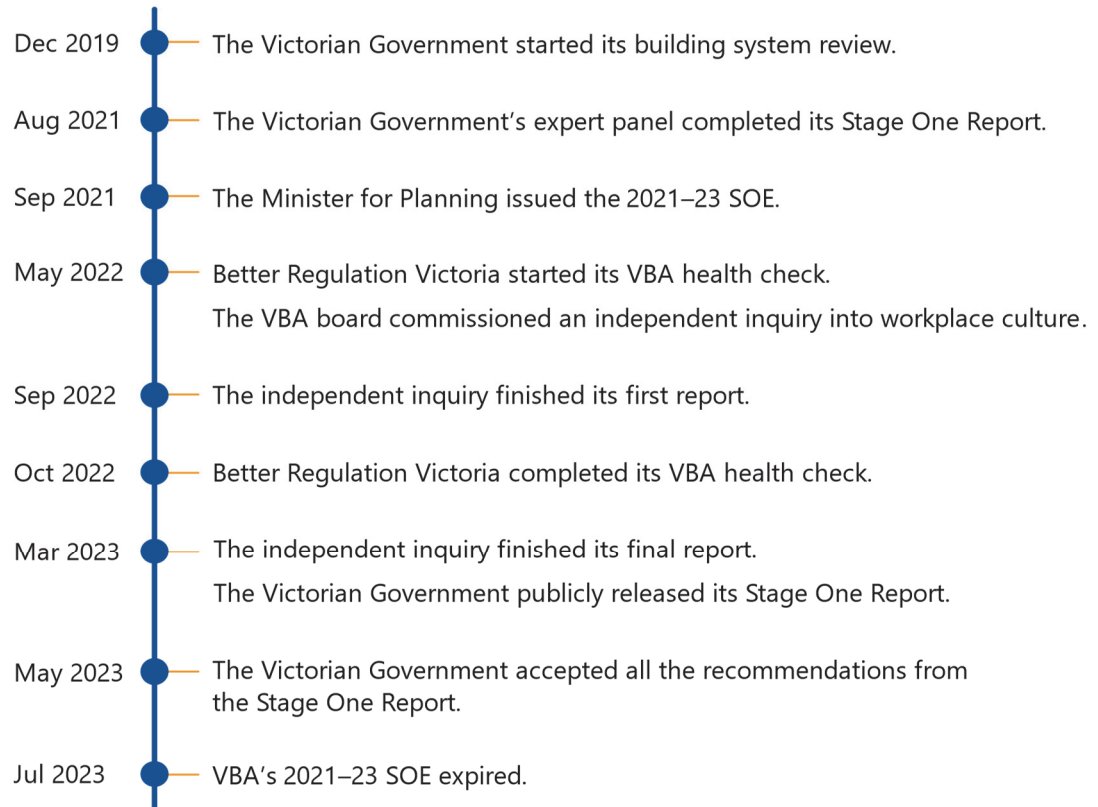 Dec 2019 The Victorian Government started its building system review.
Aug 2021 The Victorian Government's expert panel completed its Stage One Report.
Sep 2021 The Minister for Planning issued the 2021–23 SOE.
May 2022 Better Regulation Victoria started its VBA health check.
The VBA board commissioned an independent inquiry into workplace culture.
Sep 2022 The independent inquiry finished its first report.
Oct 2022 Better Regulation Victoria completed its VBA health check.
Mar 2023 The independent inquiry finished its final report.
The Victorian Government publicly released its Stage One Report.
May 2023 The Victorian Government accepted all the recommendations from
the Stage One Report.
Jul 2023 VBA's 2021–23 SOE expired.